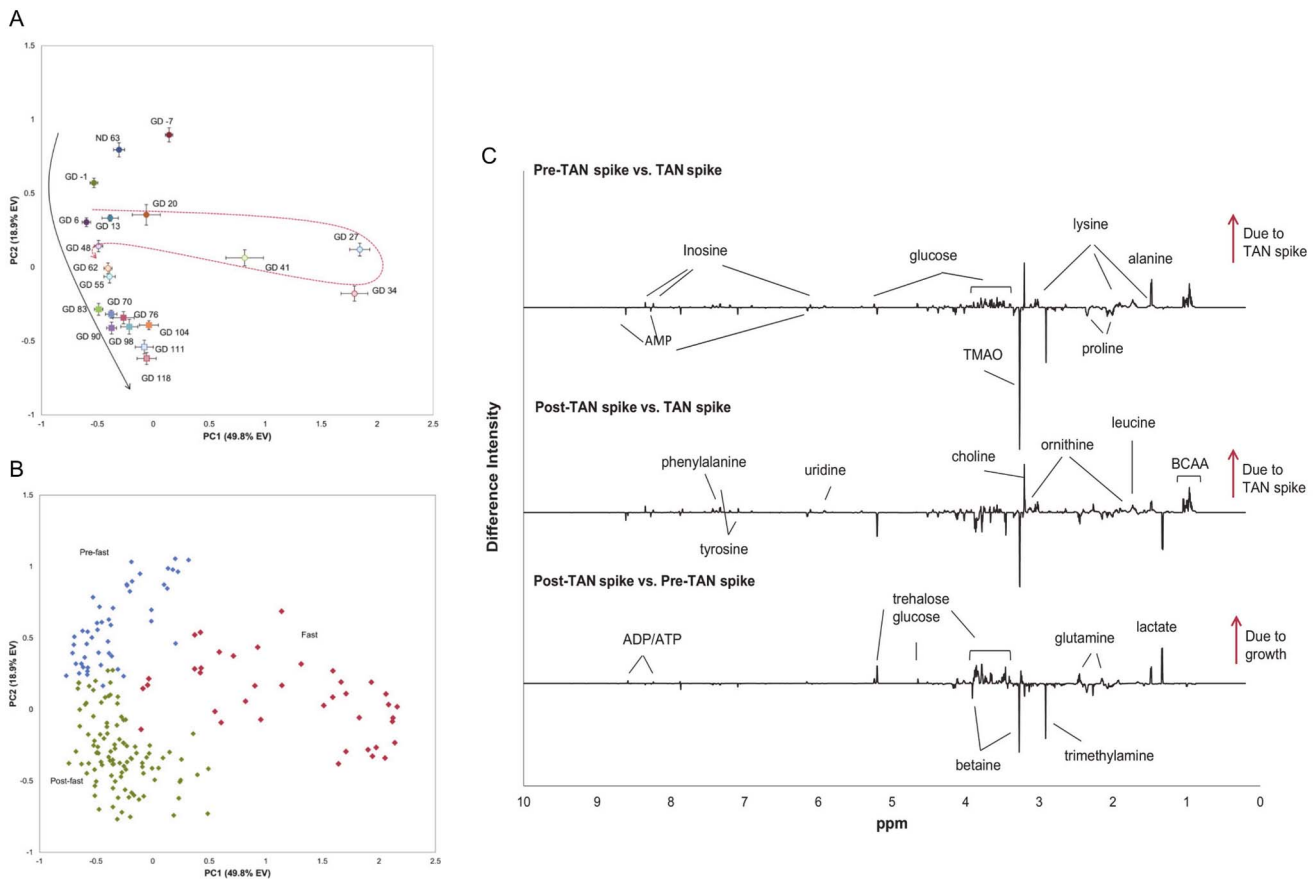 A
1.5
1
0.5
0
-0.5
-1
-1
-0.5
0
0.5
1
1.5
2
2.5
PC2 (18.9% EV)
PC1 (49.8% EV)
GD -7
ND 63
GD -1
GD 20
GD 6
GD 13
GD 27
GD 48
GD 41
GD 62
GD 34
GD 55
GD 83
GD 70
GD 76
GD 104
GD 90
GD 98
GD 111
GD 118
B
1.5
1
0.5
0
-0.5
-1
-1
-0.5
0
0.5
1
1.5
2
2.5
PC2 (18.9% EV)
PC1 (49.8% EV)
Pre-fast
Fast
Post-fast
C
Difference Intensity
Pre-TAN spike vs. TAN spike
Inosine
glucose
lysine
alanine
Due to
TAN spike
AMP
TMAO
proline
Post-TAN spike vs. TAN spike
phenylalanine
uridine
choline
ornithine
leucine
BCAA
Due to
TAN spike
tyrosine
Post-TAN spike vs. Pre-TAN spike
ADP/ATP
trehalose
glucose
glutamine
lactate
Due to
growth
betaine
trimethylamine
10
9
8
7
6
5
4
3
2
1
0
ppm